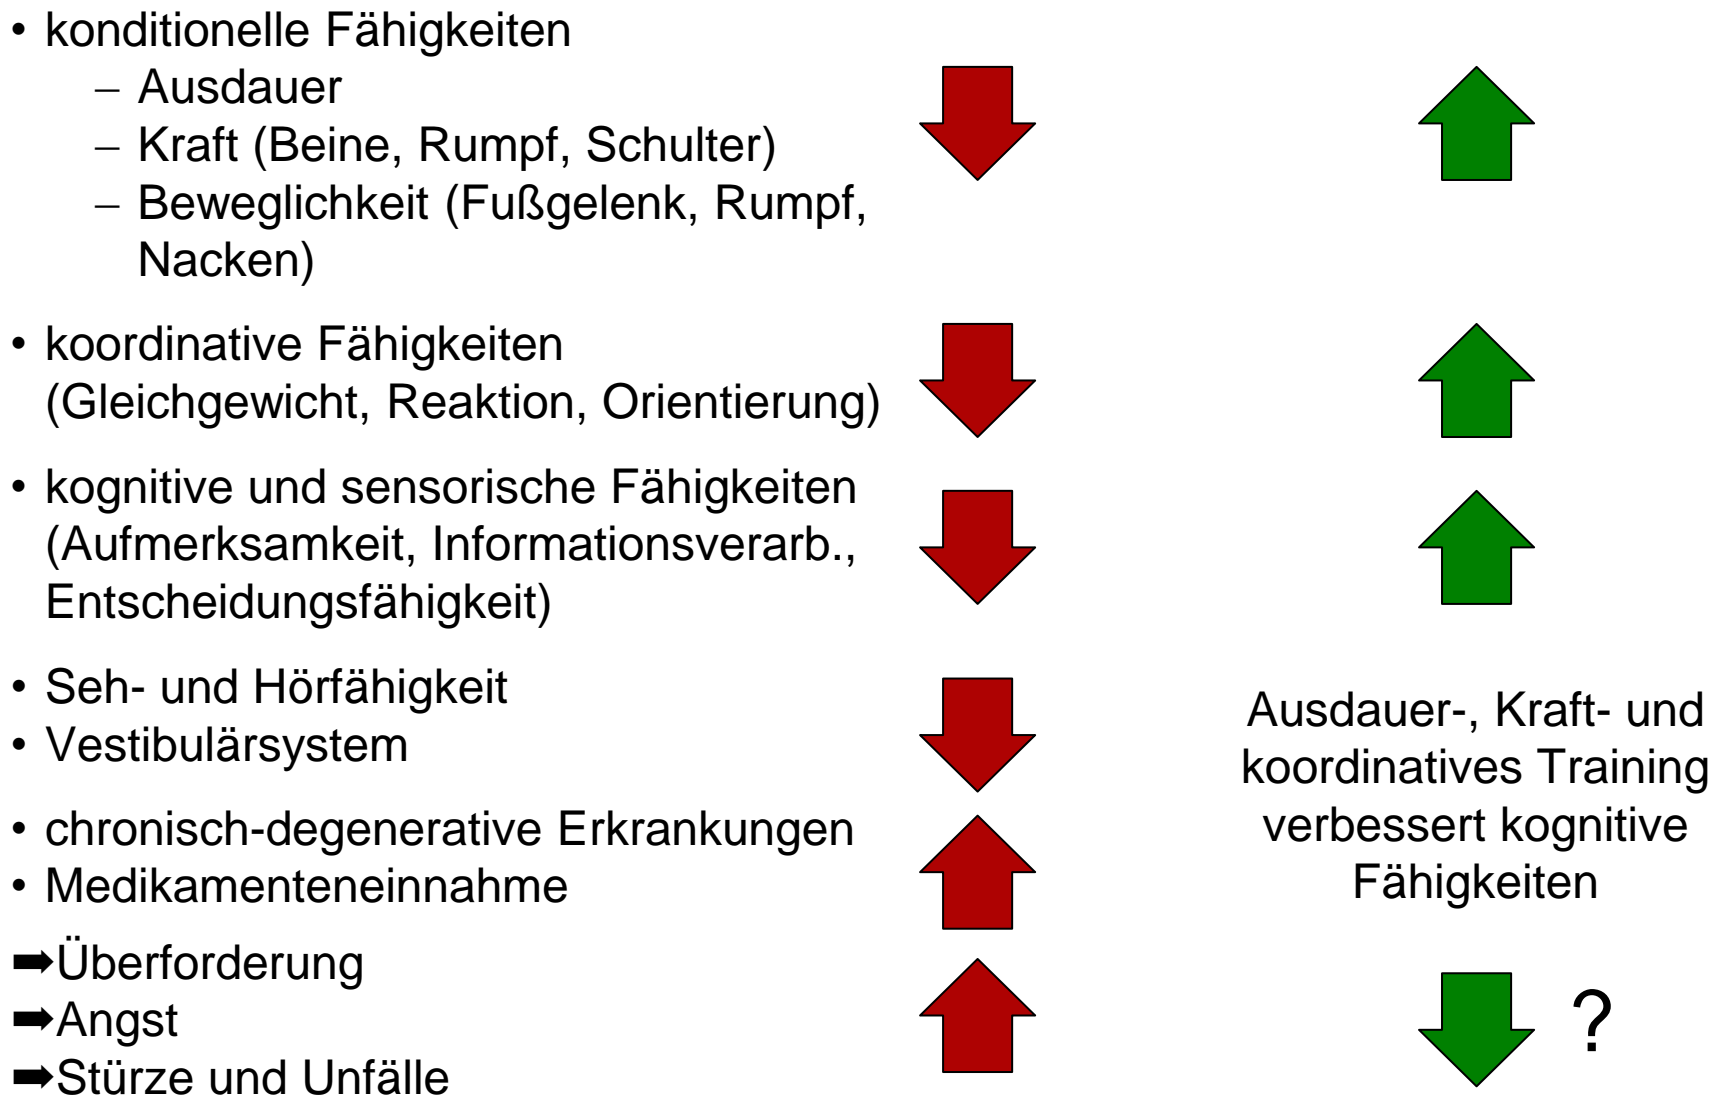 • konditionelle Fähigkeiten
– Ausdauer
– Kraft (Beine, Rumpf, Schulter)
– Beweglichkeit (Fußgelenk, Rumpf,
Nacken)
• koordinative Fähigkeiten
(Gleichgewicht, Reaktion, Orientierung)
• kognitive und sensorische Fähigkeiten
(Aufmerksamkeit, Informationsverarb.,
Entscheidungsfähigkeit)
• Seh- und Hörfähigkeit
• Vestibulärsystem
• chronisch-degenerative Erkrankungen
• Medikamenteneinnahme
➡Überforderung
➡Angst
➡Stürze und Unfälle
Ausdauer-, Kraft- und
koordinatives Training
verbessert kognitive
Fähigkeiten
?